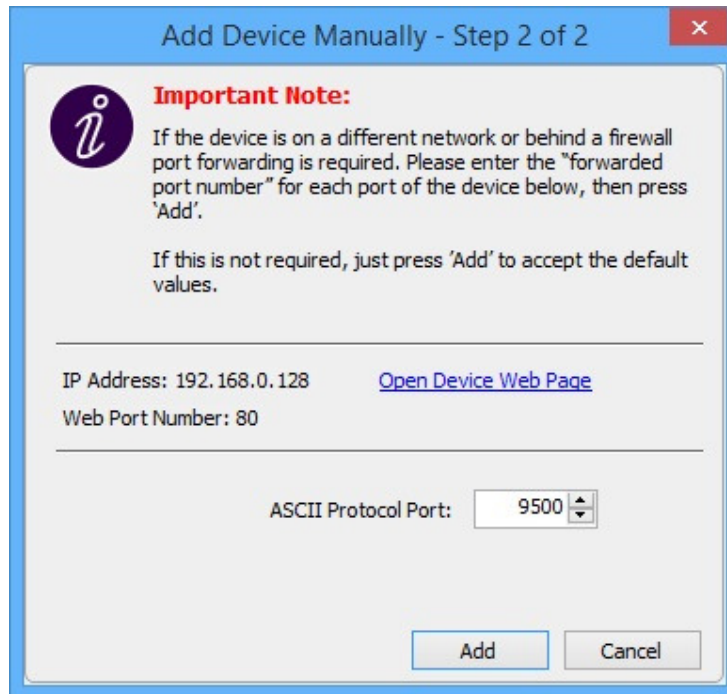 Add Device Manually - Step 2 of 2
Important Note:
If the device is on a different network or behind a firewall
port forwarding is required. Please enter the “forwarded
port number” for each port of the device below, then press
‘Add’.
If this is not required, just press ‘Add’ to accept the default
values.
IP Address: 192.168.0.128 Open Device Web Page
Web Port Number: 80
ASCII Protocol Port: 9500
Add Cancel